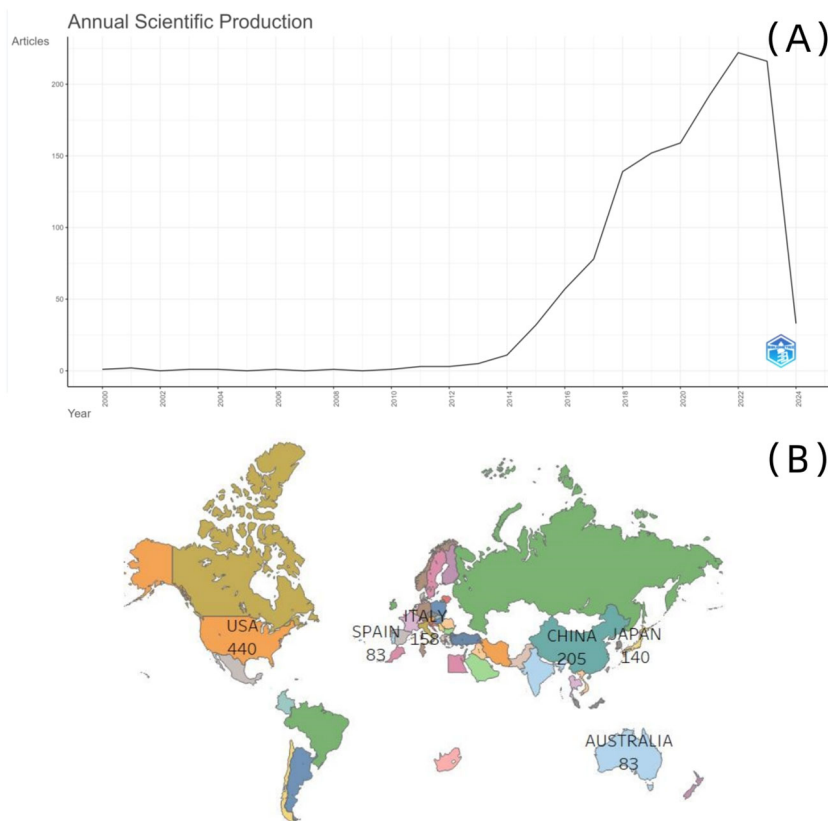 Annual Scientific Production
(A)
Articles
200
150
100
50
0
2000
2002
2004
2006
2008
2010
2012
2014
2016
2018
2020
2022
2024
Year
(B)
USA
440
SPAIN
83
ITALY
158
CHINA
205
JAPAN
140
AUSTRALIA
83